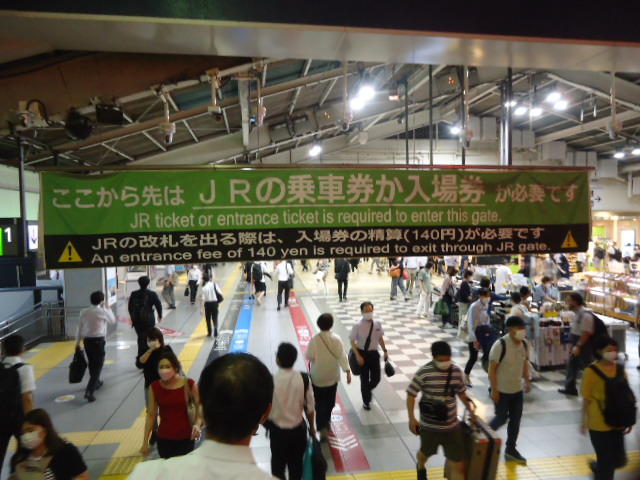 ここから先は JRの乗車券か入場券 が必要です
JR ticket or entrance ticket is required to enter this gate.
JRの改札を出る際は、入場券の精算(140円)が必要です
An entrance fee of 140 yen is required to exit through JR gate.
1